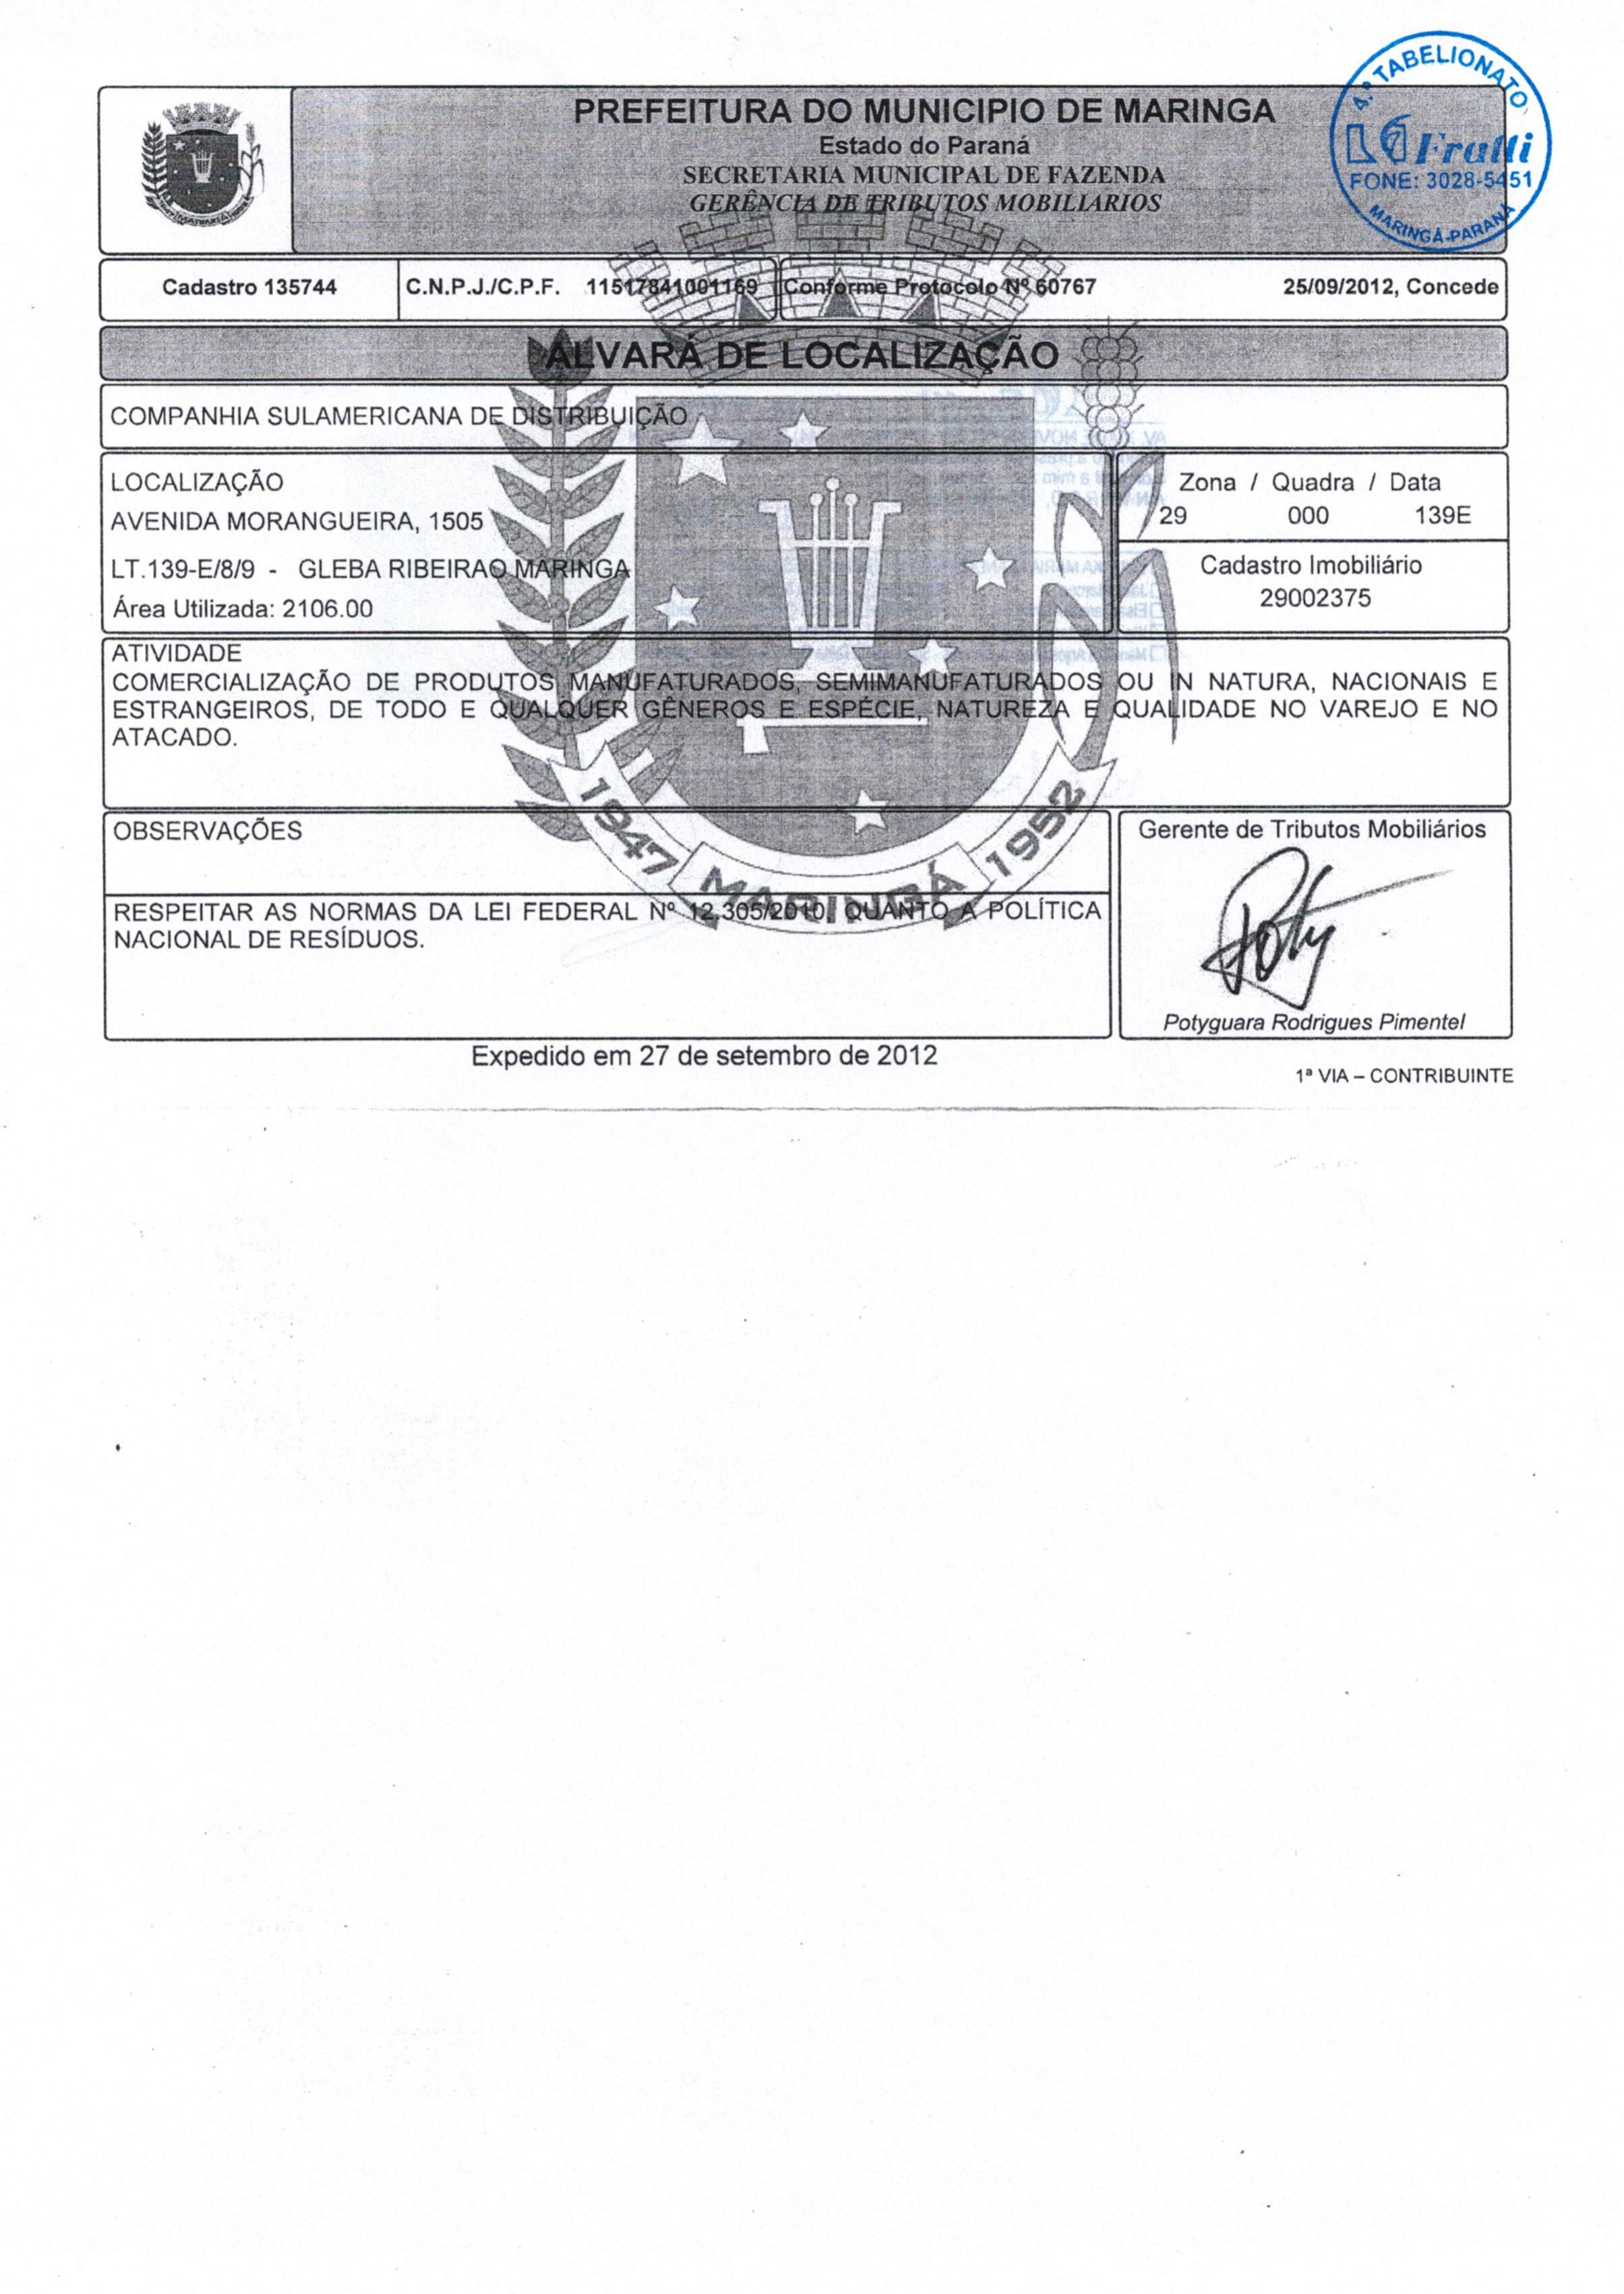 PREFEITURA DO MUNICIPIO DE MARINGA
Estado do Paraná
SECRETARIA MUNICIPAL DE FAZENDA
GERÊNCIA DE TRIBUTOS MOBILIARIOS
4.º TABELIONATO
Frulli
FONE: 3028-5451
MARINGÁ-PARANÁ
Cadastro 135744 C.N.P.J./C.P.F. 11517841001169 Conforme Protocolo Nº 60767 25/09/2012, Concede
ALVARÁ DE LOCALIZAÇÃO
COMPANHIA SULAMERICANA DE DISTRIBUIÇÃO
LOCALIZAÇÃO
AVENIDA MORANGUEIRA, 1505
LT.139-E/8/9 - GLEBA RIBEIRAO MARINGA
Área Utilizada: 2106.00
Zona / Quadra / Data
29 000 139E
Cadastro Imobiliário
29002375
ATIVIDADE
COMERCIALIZAÇÃO DE PRODUTOS MANUFATURADOS, SEMIMANUFATURADOS OU IN NATURA, NACIONAIS E
ESTRANGEIROS, DE TODO E QUALQUER GÊNEROS E ESPÉCIE, NATUREZA E QUALIDADE NO VAREJO E NO
ATACADO.
1947 MARINGÁ 1952
OBSERVAÇÕES
RESPEITAR AS NORMAS DA LEI FEDERAL Nº 12.305/2010, QUANTO A POLÍTICA
NACIONAL DE RESÍDUOS.
Gerente de Tributos Mobiliários
Poty
Potyguara Rodrigues Pimentel
Expedido em 27 de setembro de 2012
1ª VIA – CONTRIBUINTE